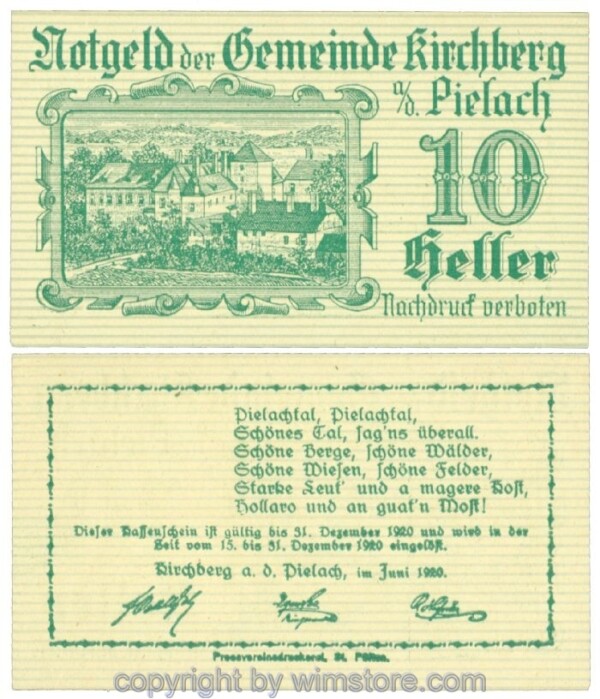 Notgeld der Gemeinde Kirchberg
a/d. Pielach
10
Heller
Nachdruck verboten
Pielachtal, Pielachtal,
Schönes Tal, sag'ns überall.
Schöne Berge, schöne Wälder,
Schöne Wiesen, schöne Felder,
Starke Leut' und a magere Kost,
Hollaro und an guat'n Most!
Dieser Kassenschein ist gültig bis 31. Dezember 1920 und wird in der
Zeit vom 15. bis 31. Dezember 1920 eingelöst.
Kirchberg a. d. Pielach, im Juni 1920.
Pressvereinsdruckerei, St. Pölten.
copyright by wimstore.com